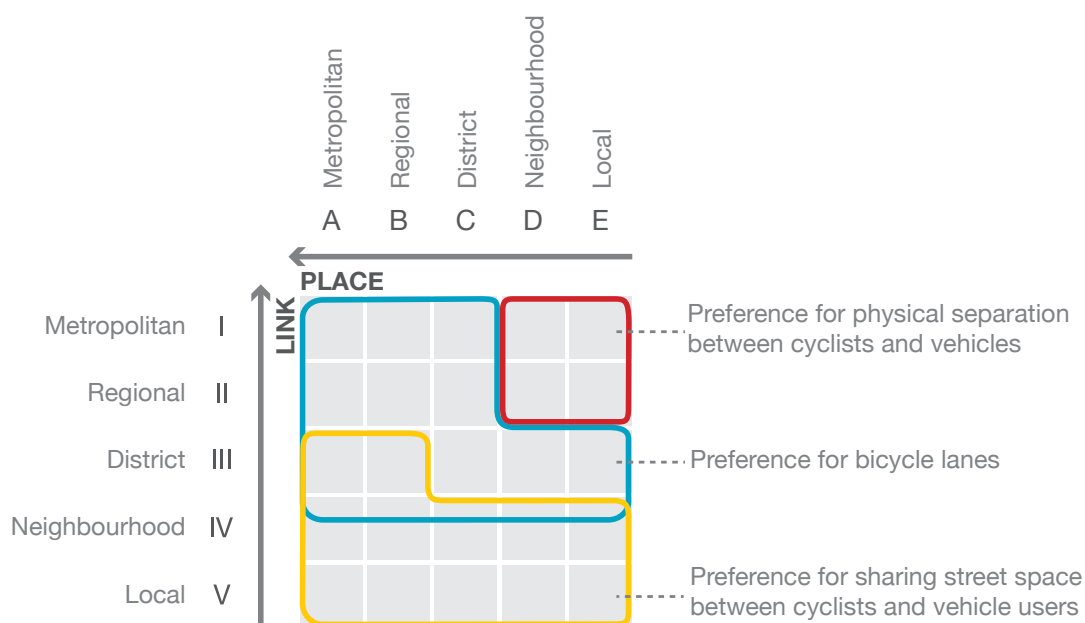 Metropolitan
Regional
District
Neighbourhood
Local
A B C D E
PLACE
LINK
Metropolitan I
Regional II
District III
Neighbourhood IV
Local V
Preference for physical separation
between cyclists and vehicles
Preference for bicycle lanes
Preference for sharing street space
between cyclists and vehicle users